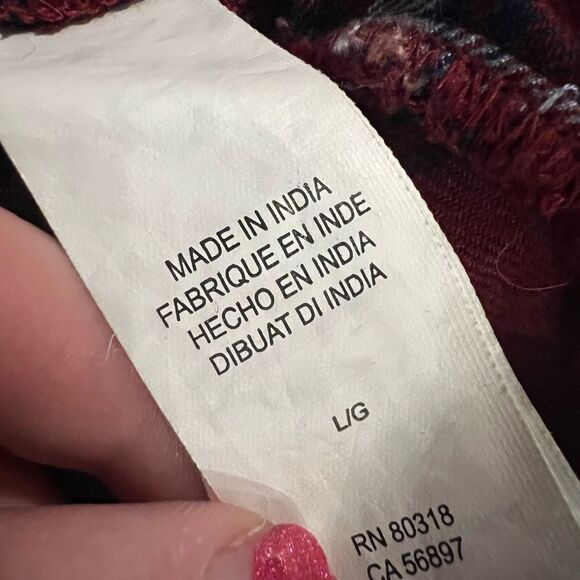 MADE IN INDIA
FABRIQUE EN INDE
HECHO EN INDIA
DIBUAT DI INDIA
L/G
RN 80318
CA 56897